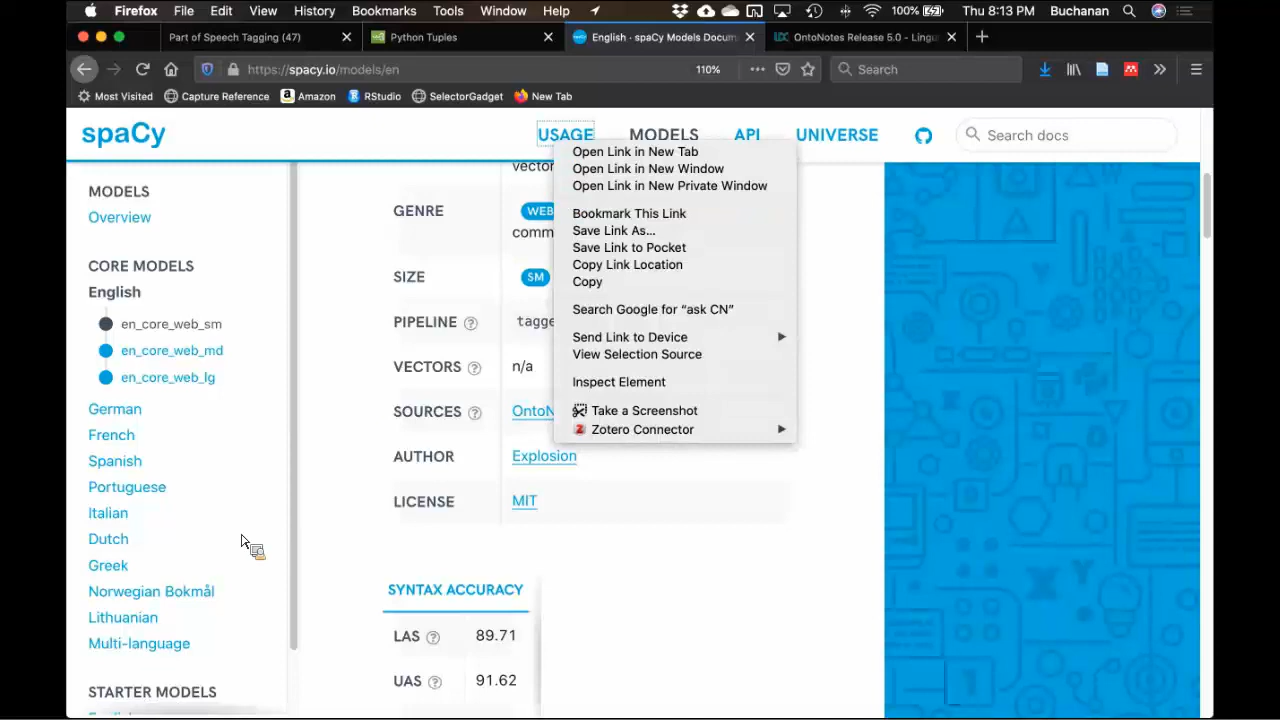 Firefox File Edit View History Bookmarks Tools Window Help 100% Thu 8:13 PM Buchanan
Part of Speech Tagging (47) Python Tuples English · spaCy Models Docum OntoNotes Release 5.0 - Lingu
https://spacy.io/models/en 110% Search
Most Visited Capture Reference Amazon RStudio SelectorGadget New Tab
spaCy USAGE MODELS API UNIVERSE Search docs
MODELS
Overview
CORE MODELS
English
en_core_web_sm
en_core_web_md
en_core_web_lg
German
French
Spanish
Portuguese
Italian
Dutch
Greek
Norwegian Bokmål
Lithuanian
Multi-language
STARTER MODELS
vector
GENRE WEB
comm
SIZE SM
PIPELINE ? tagge
VECTORS ? n/a
SOURCES ? OntoN
AUTHOR Explosion
LICENSE MIT
SYNTAX ACCURACY
LAS ? 89.71
UAS ? 91.62
Open Link in New Tab
Open Link in New Window
Open Link in New Private Window
Bookmark This Link
Save Link As...
Save Link to Pocket
Copy Link Location
Copy
Search Google for “ask CN”
Send Link to Device
View Selection Source
Inspect Element
Take a Screenshot
Z Zotero Connector